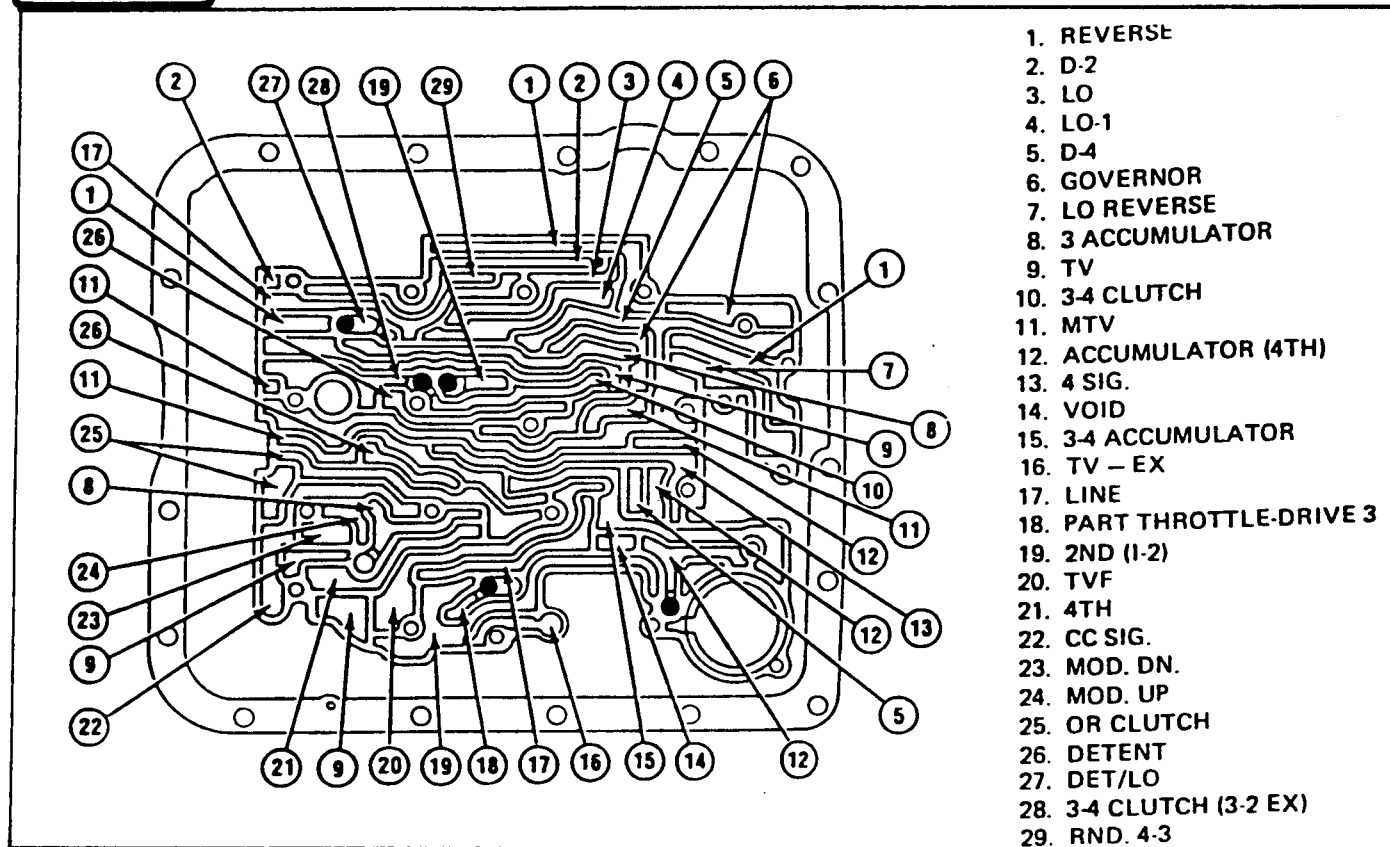 2 27 28 19 29 1 2 3 4 5 6
17
1
26
11
26
11
25
8
24
23
9
22
1
7
8
9
10
11
12
13
12
5
21 9 20 19 18 17 16 15 14 12
1. REVERSE
2. D-2
3. LO
4. LO-1
5. D-4
6. GOVERNOR
7. LO REVERSE
8. 3 ACCUMULATOR
9. TV
10. 3-4 CLUTCH
11. MTV
12. ACCUMULATOR (4TH)
13. 4 SIG.
14. VOID
15. 3-4 ACCUMULATOR
16. TV – EX
17. LINE
18. PART THROTTLE-DRIVE 3
19. 2ND (1-2)
20. TVF
21. 4TH
22. CC SIG.
23. MOD. DN.
24. MOD. UP
25. OR CLUTCH
26. DETENT
27. DET/LO
28. 3-4 CLUTCH (3-2 EX)
29. RND. 4-3